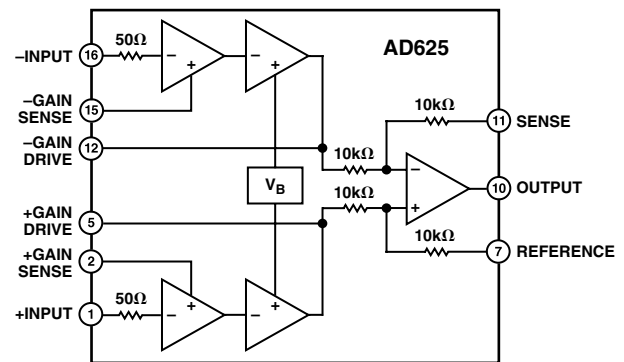 –INPUT 16 50Ω – + – + AD625
–GAIN
SENSE 15
–GAIN
DRIVE 12
10kΩ 11 SENSE
10kΩ –
VB
10kΩ + 10 OUTPUT
+GAIN
DRIVE 5
10kΩ 7 REFERENCE
+GAIN
SENSE 2
+INPUT 1 50Ω – + – +